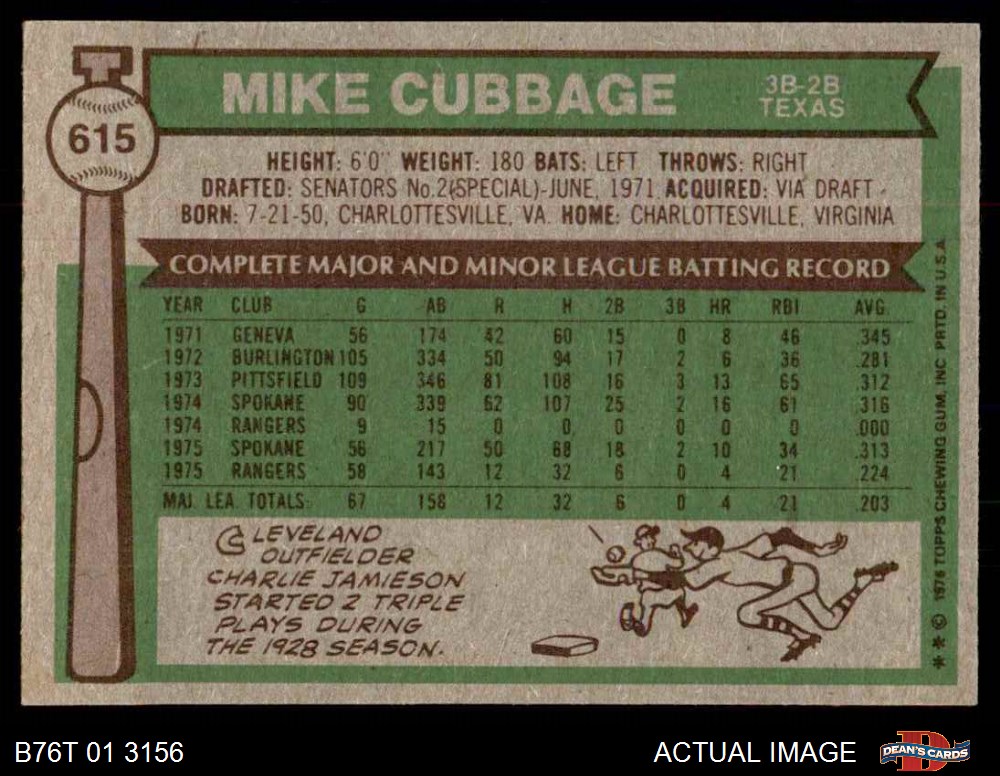 MIKE CUBBAGE
3B-2B
TEXAS
615
HEIGHT: 6'0" WEIGHT: 180 BATS: LEFT THROWS: RIGHT
DRAFTED: SENATORS No.2(SPECIAL)-JUNE, 1971 ACQUIRED: VIA DRAFT
BORN: 7-21-50, CHARLOTTESVILLE, VA. HOME: CHARLOTTESVILLE, VIRGINIA
COMPLETE MAJOR AND MINOR LEAGUE BATTING RECORD
YEAR CLUB G AB R H 2B 3B HR RBI AVG.
1971 GENEVA 56 174 42 60 15 0 8 46 .345
1972 BURLINGTON 105 334 50 94 17 2 6 36 .281
1973 PITTSFIELD 109 346 81 108 16 3 13 65 .312
1974 SPOKANE 90 339 62 107 25 2 16 61 .316
1974 RANGERS 9 15 0 0 0 0 0 0 .000
1975 SPOKANE 56 217 50 68 18 2 10 34 .313
1975 RANGERS 58 143 12 32 6 0 4 21 .224
MAJ. LEA. TOTALS: 67 158 12 32 6 0 4 21 .203
CLEVELAND
OUTFIELDER
CHARLIE JAMIESON
STARTED 2 TRIPLE
PLAYS DURING
THE 1928 SEASON.
* * © 1976 TOPPS CHEWING GUM, INC. PRTD. IN U.S.A.
B76T 01 3156
ACTUAL IMAGE
D
DEAN'S CARDS